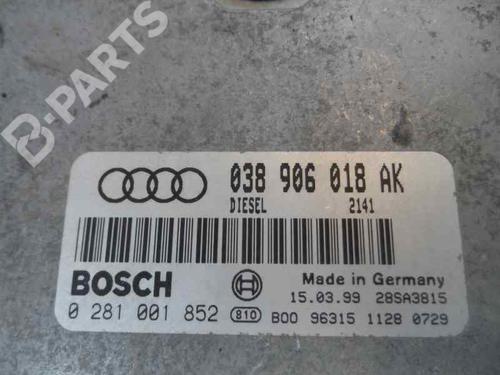 B-PARTS
038 906 018 AK
DIESEL 2141
BOSCH
Made in Germany
15.03.99 28SA3815
0 281 001 852 810 B00 96315 1128 0729